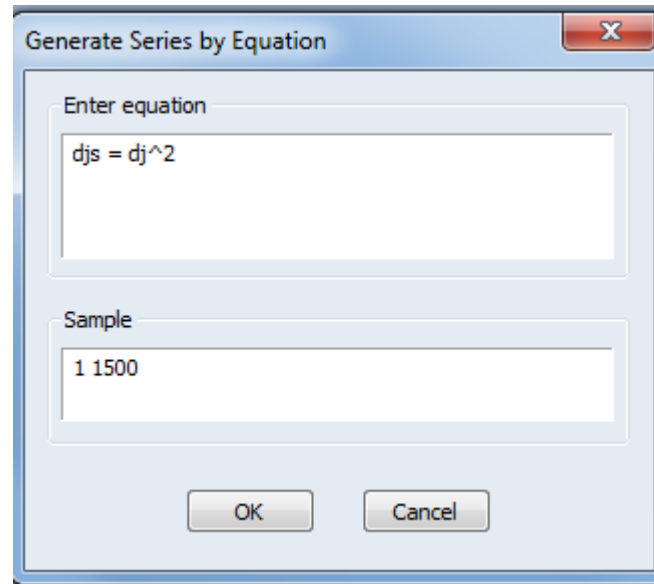 Generate Series by Equation
Enter equation
djs = dj^2
Sample
1 1500
OK Cancel